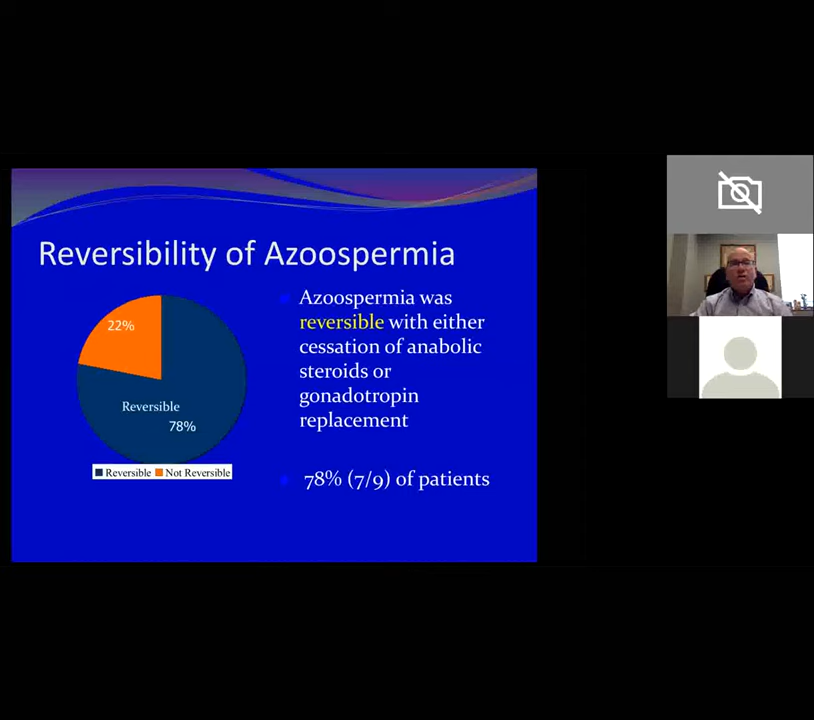 Reversibility of Azoospermia
22%
Reversible
78%
Reversible Not Reversible
Azoospermia was
reversible with either
cessation of anabolic
steroids or
gonadotropin
replacement
78% (7/9) of patients